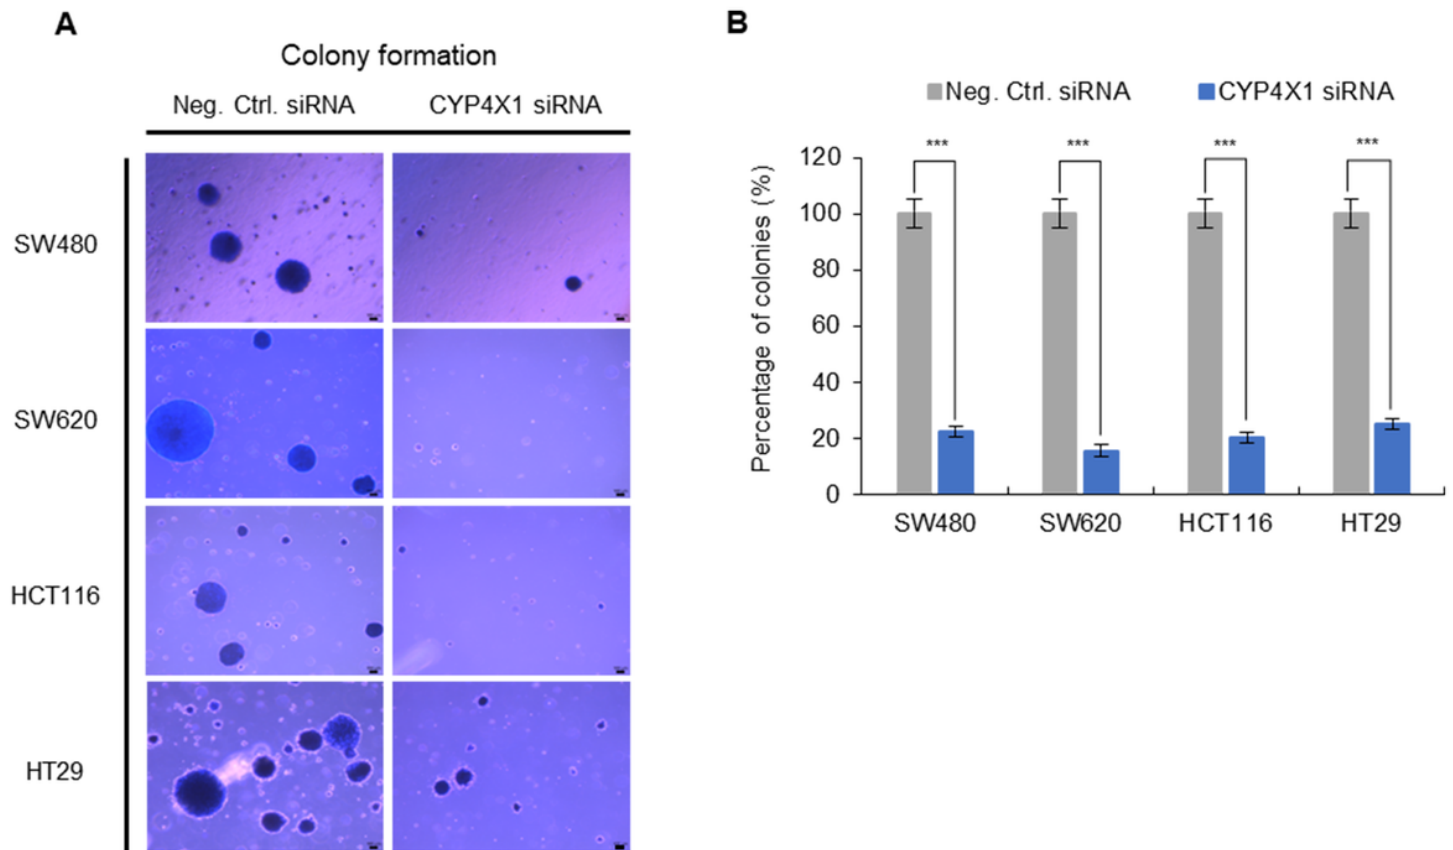 A
Colony formation
Neg. Ctrl. siRNA CYP4X1 siRNA
SW480
SW620
HCT116
HT29
B
Neg. Ctrl. siRNA CYP4X1 siRNA
*** *** *** ***
Percentage of colonies (%)
120
100
80
60
40
20
0
SW480 SW620 HCT116 HT29